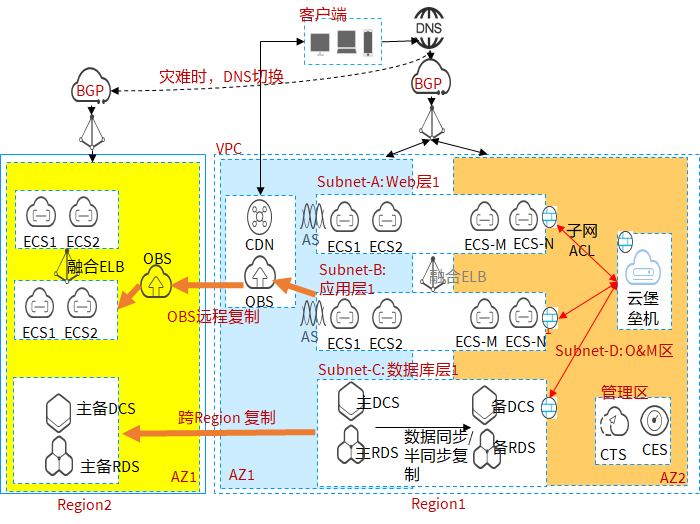 客户端
DNS
灾难时，DNS切换
BGP
BGP
VPC
Subnet-A: Web层1
CDN
AS
ECS1
ECS2
ECS-M
ECS-N
子网
ACL
ECS1
ECS2
融合ELB
OBS
OBS
Subnet-B:
应用层1
融合ELB
云堡
垒机
OBS远程复制
ECS1
ECS2
AS
ECS1
ECS2
ECS-M
ECS-N
1
Subnet-D: O&M区
Subnet-C:数据库层1
主备DCS
主备RDS
跨Region 复制
主DCS
主RDS
数据同步/
半同步复
制
备DCS
备RDS
管理区
CTS
CES
AZ1
AZ1
AZ2
Region2
Region1